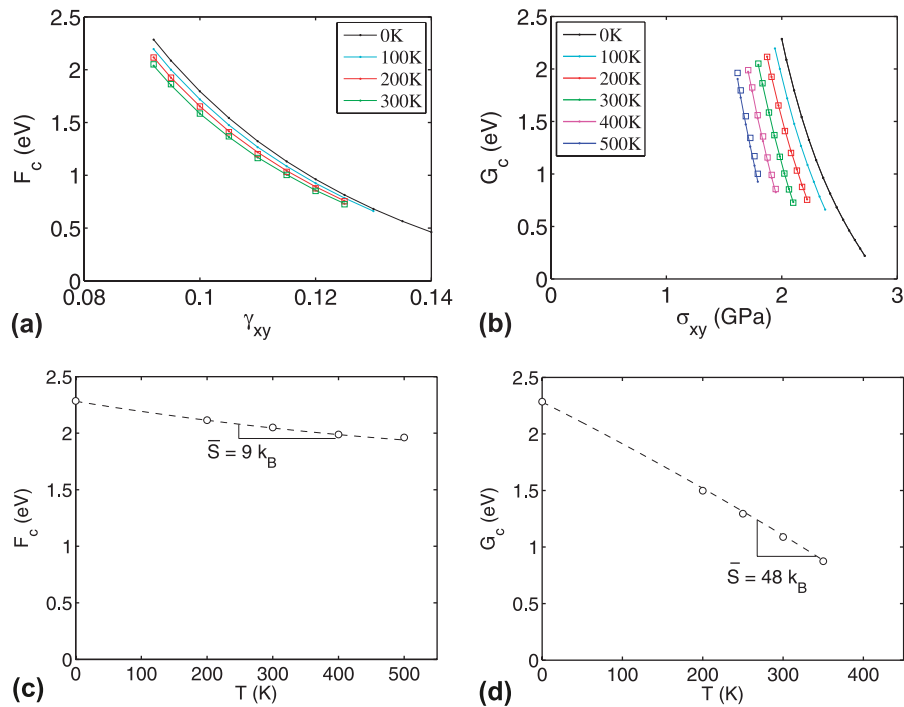 2.5
2
1.5
1
0.5
0
0.08
0.1
0.12
0.14
F_c (eV)
γ_xy
0K
100K
200K
300K
(a)
2.5
2
1.5
1
0.5
0
0
1
2
3
G_c (eV)
σ_xy (GPa)
0K
100K
200K
300K
400K
500K
(b)
2.5
2
1.5
1
0.5
0
0
100
200
300
400
500
F_c (eV)
T (K)
S̅ = 9 k_B
(c)
2.5
2
1.5
1
0.5
0
0
100
200
300
400
G_c (eV)
T (K)
S̅ = 48 k_B
(d)